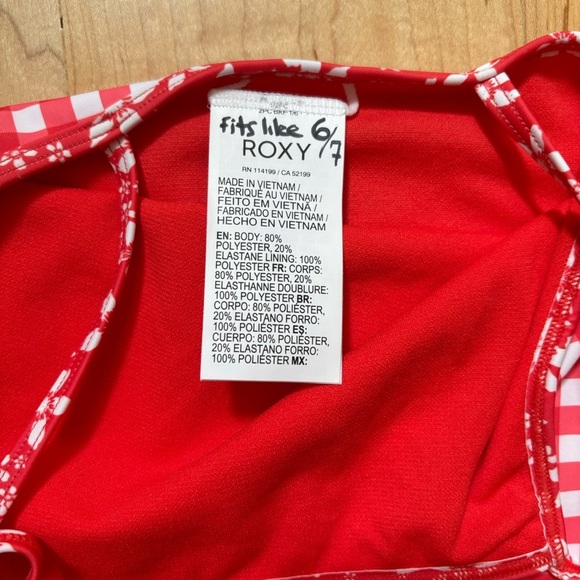 fits like 6/7
ROXY
RN 114199 / CA 52199
MADE IN VIETNAM /
FABRIQUÉ AU VIETNAM /
FEITO EM VIETNÃ /
FABRICADO EN VIETNAM /
HECHO EN VIETNAM
EN: BODY: 80%
POLYESTER, 20%
ELASTANE LINING: 100%
POLYESTER FR: CORPS:
80% POLYESTER, 20%
ELASTHANNE DOUBLURE:
100% POLYESTER BR:
CORPO: 80% POLIÉSTER,
20% ELASTANO FORRO:
100% POLIÉSTER ES:
CUERPO: 80% POLIÉSTER,
20% ELASTANO FORRO:
100% POLIÉSTER MX: